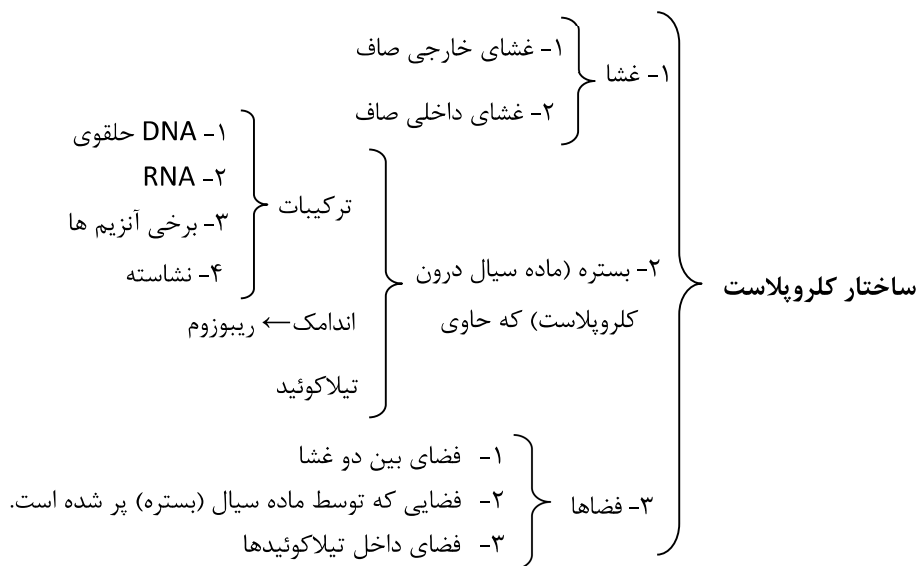 ساختار کلروپلاست
۱- غشا
۱- غشای خارجی صاف
۲- غشای داخلی صاف
۲- بستره (ماده سیال درون
کلروپلاست) که حاوی
ترکیبات
۱- DNA حلقوی
۲- RNA
۳- برخی آنزیم ها
۴- نشاسته
اندامک ← ریبوزوم
تیلاکوئید
۳- فضاها
۱- فضای بین دو غشا
۲- فضایی که توسط ماده سیال (بستره) پر شده است.
۳- فضای داخل تیلاکوئیدها